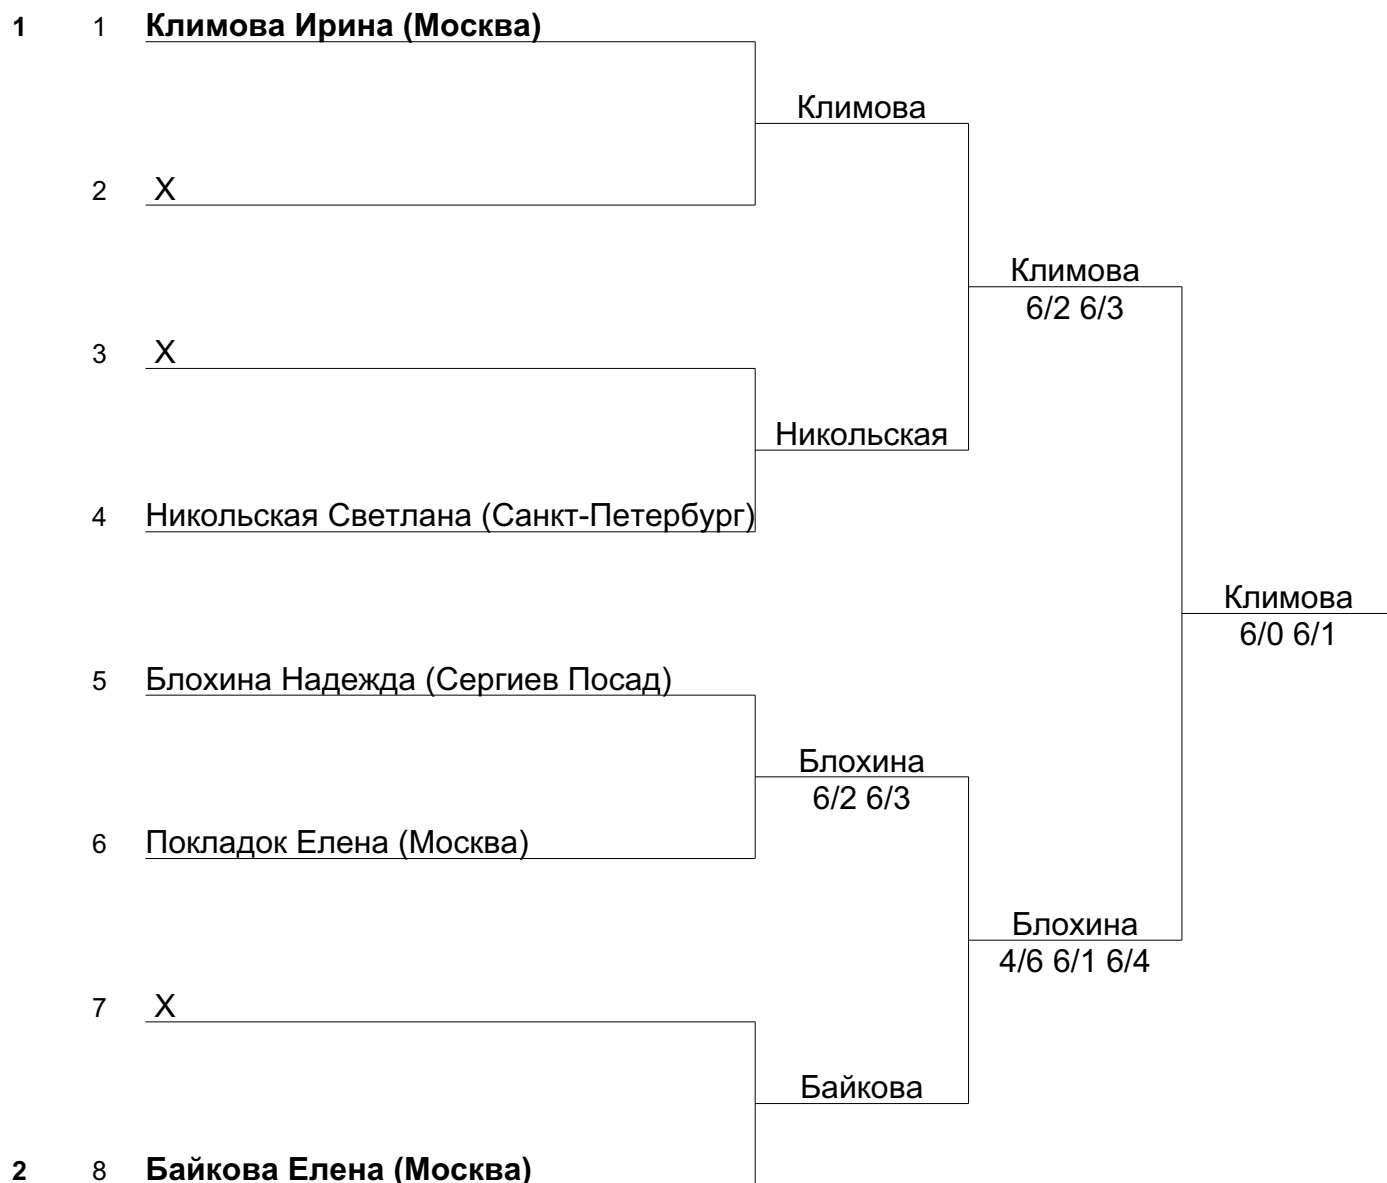 1 1 Климова Ирина (Москва)
Климова
2 X
Климова
6/2 6/3
3 X
Никольская
4 Никольская Светлана (Санкт-Петербург)
Климова
6/0 6/1
5 Блохина Надежда (Сергиев Посад)
Блохина
6/2 6/3
6 Покладок Елена (Москва)
Блохина
4/6 6/1 6/4
7 X
Байкова
2 8 Байкова Елена (Москва)